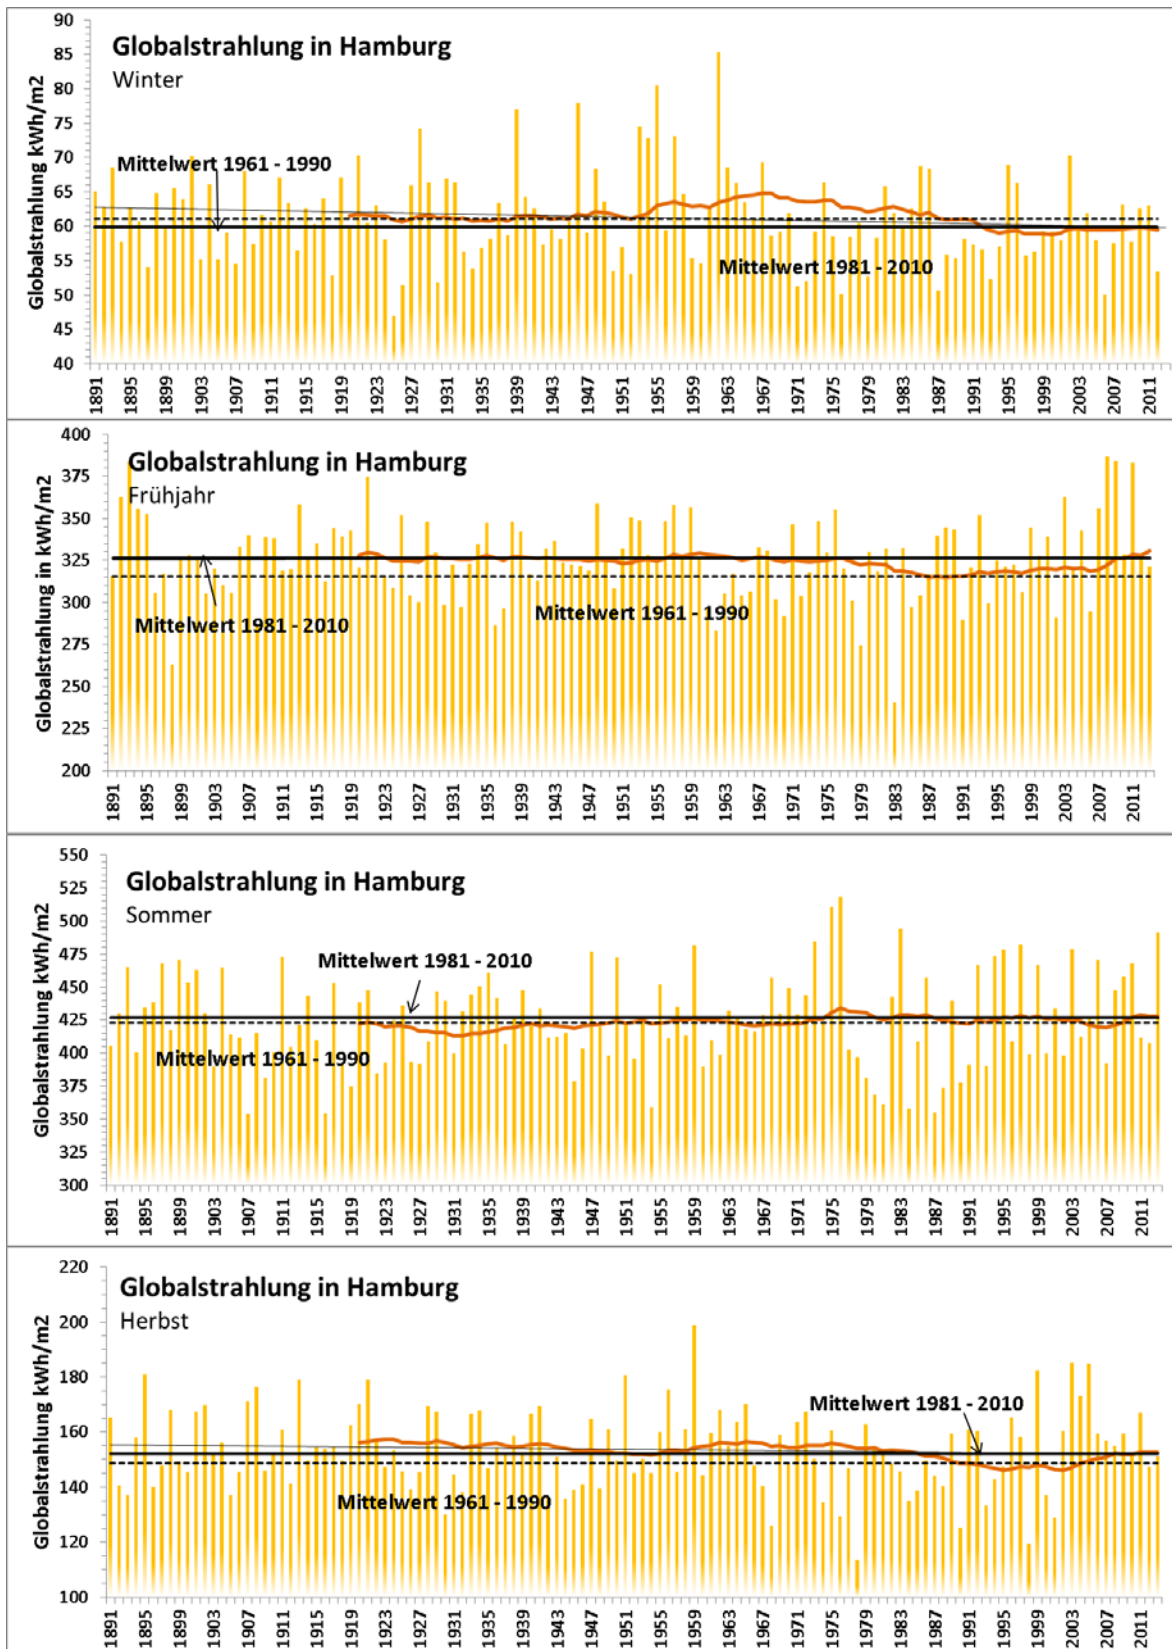 Globalstrahlung in Hamburg
Winter
Globalstrahlung kWh/m2
90
85
80
75
70
65
60
55
50
45
40
Mittelwert 1961 - 1990
Mittelwert 1981 - 2010
1891 1895 1899 1903 1907 1911 1915 1919 1923 1927 1931 1935 1939 1943 1947 1951 1955 1959 1963 1967 1971 1975 1979 1983 1987 1991 1995 1999 2003 2007 2011
Globalstrahlung in Hamburg
Frühjahr
Globalstrahlung in kWh/m2
400
375
350
325
300
275
250
225
200
Mittelwert 1981 - 2010
Mittelwert 1961 - 1990
1891 1895 1899 1903 1907 1911 1915 1919 1923 1927 1931 1935 1939 1943 1947 1951 1955 1959 1963 1967 1971 1975 1979 1983 1987 1991 1995 1999 2003 2007 2011
Globalstrahlung in Hamburg
Sommer
Globalstrahlung kWh/m2
550
525
500
475
450
425
400
375
350
325
300
Mittelwert 1981 - 2010
Mittelwert 1961 - 1990
1891 1895 1899 1903 1907 1911 1915 1919 1923 1927 1931 1935 1939 1943 1947 1951 1955 1959 1963 1967 1971 1975 1979 1983 1987 1991 1995 1999 2003 2007 2011
Globalstrahlung in Hamburg
Herbst
Globalstrahlung kWh/m2
220
200
180
160
140
120
100
Mittelwert 1981 - 2010
Mittelwert 1961 - 1990
1891 1895 1899 1903 1907 1911 1915 1919 1923 1927 1931 1935 1939 1943 1947 1951 1955 1959 1963 1967 1971 1975 1979 1983 1987 1991 1995 1999 2003 2007 2011